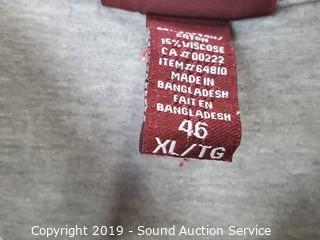 COTON
15% VISCOSE
CA # 00222
ITEM # 64810
MADE IN
BANGLADESH
FAIT EN
BANGLADESH
46
XL/TG
Copyright 2019 - Sound Auction Service